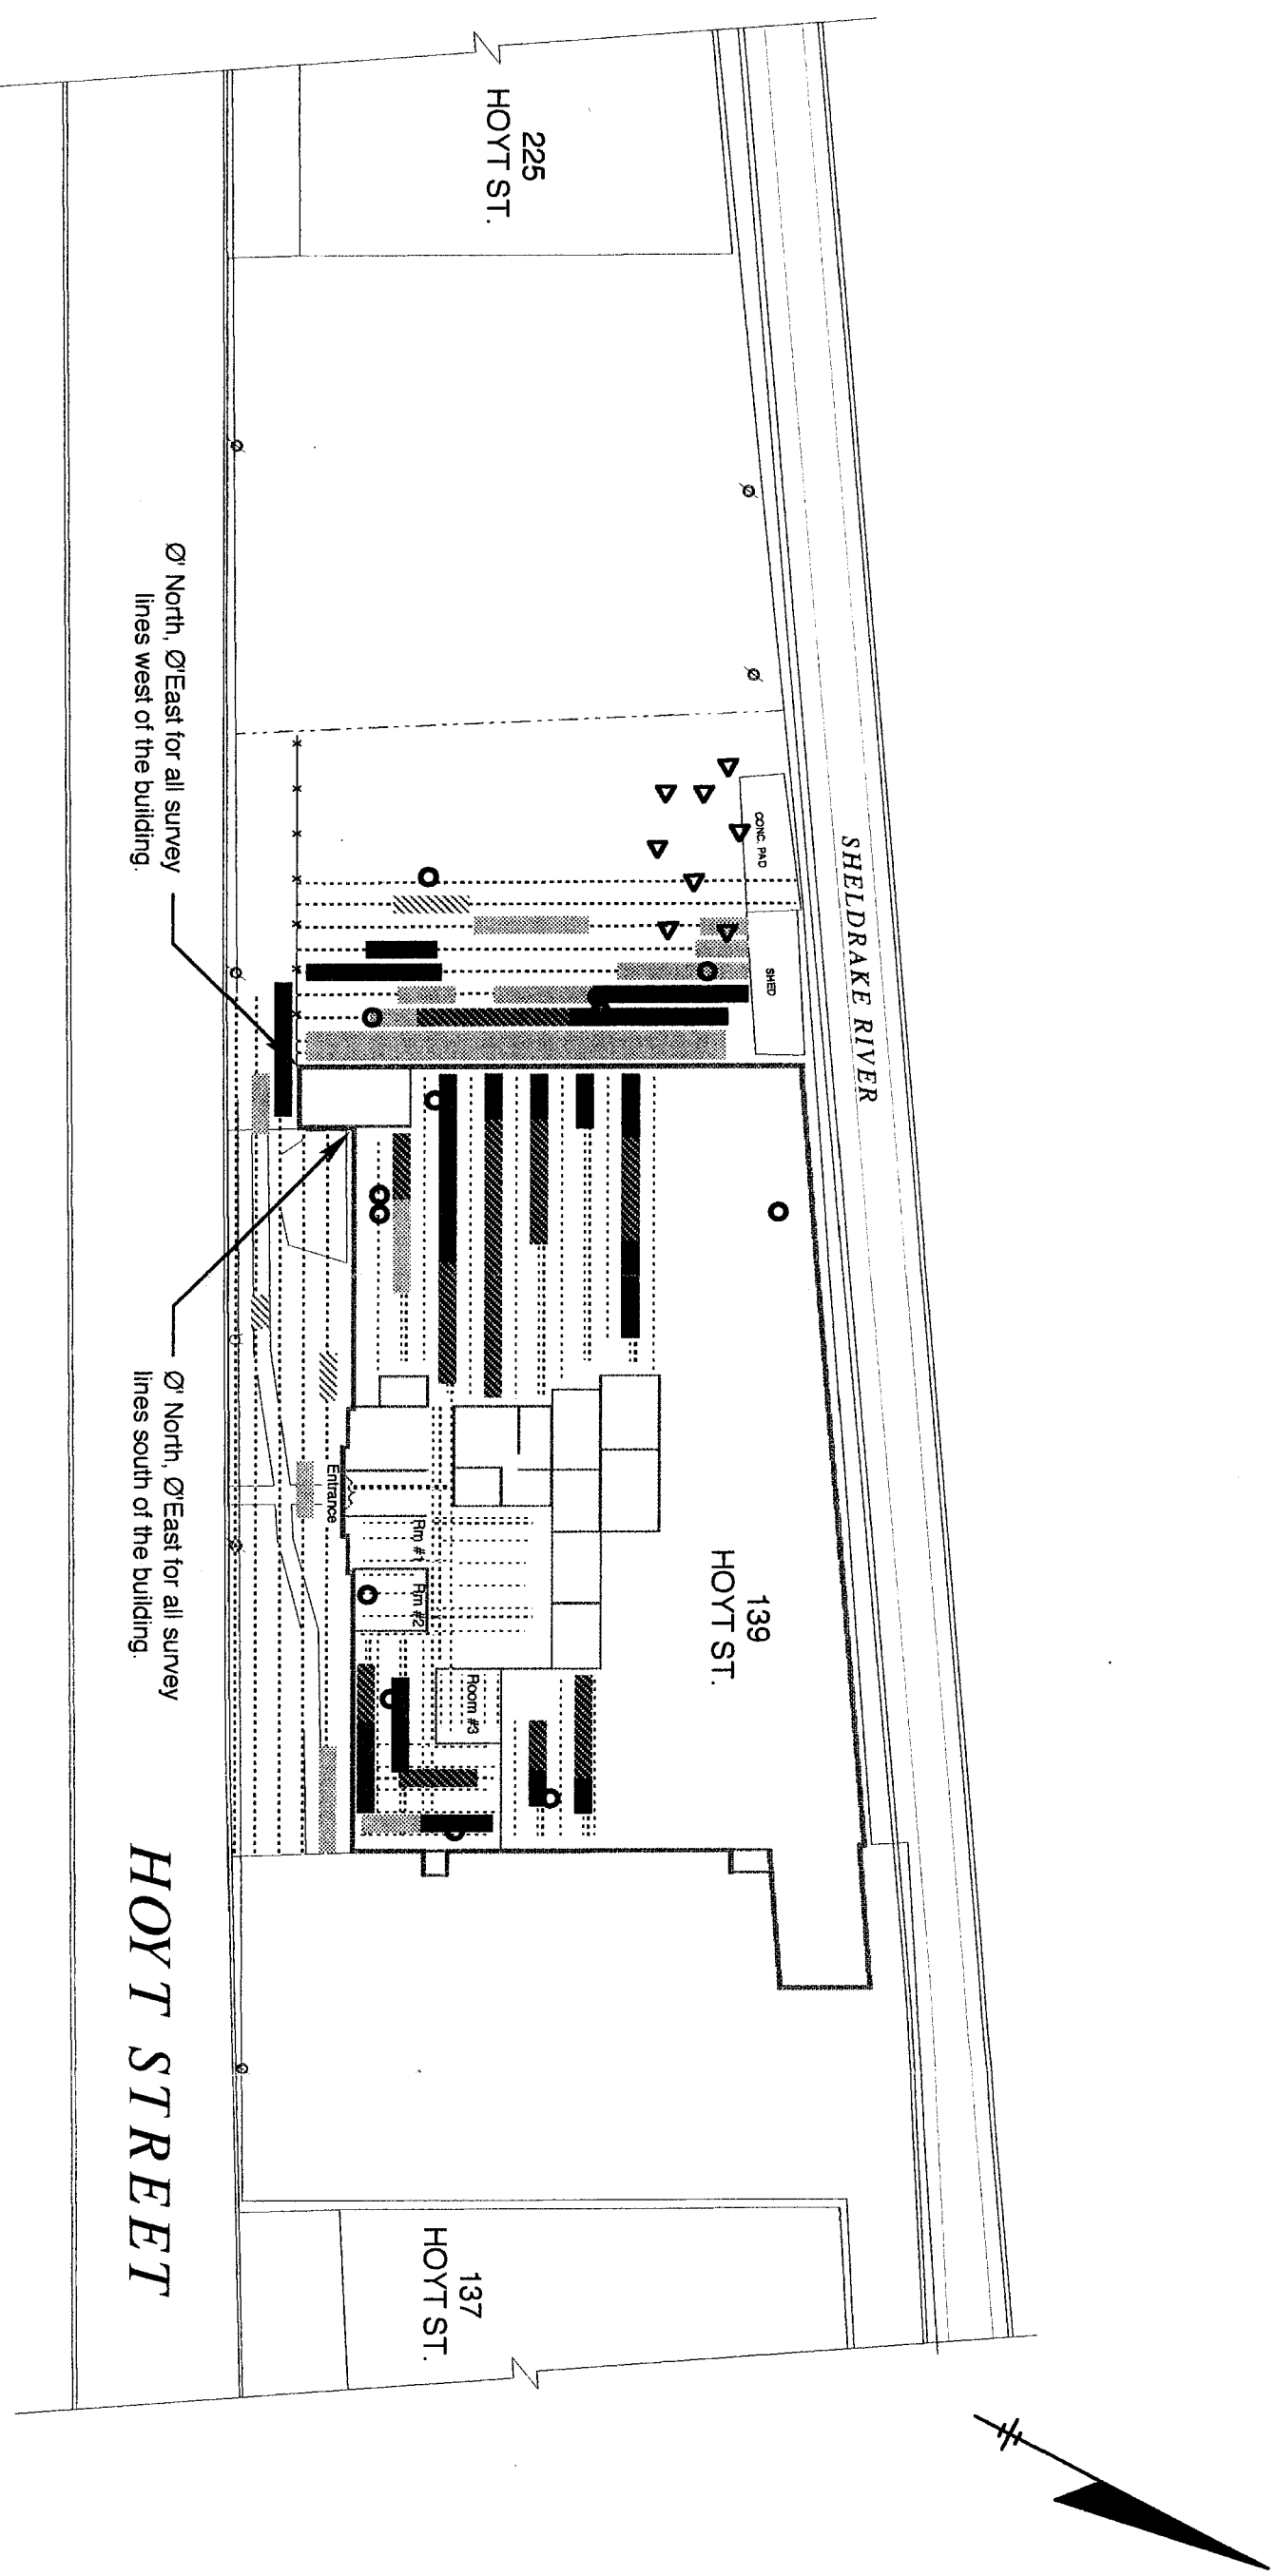 225
HOYT ST.
SHELDRAKE RIVER
CONC. PAD
SHED
139
HOYT ST.
Ø' North, Ø'East for all survey
lines west of the building.
Ø' North, Ø'East for all survey
lines south of the building.
Entrance
Rm #1
Rm #2
Room #3
137
HOYT ST.
HOYT STREET